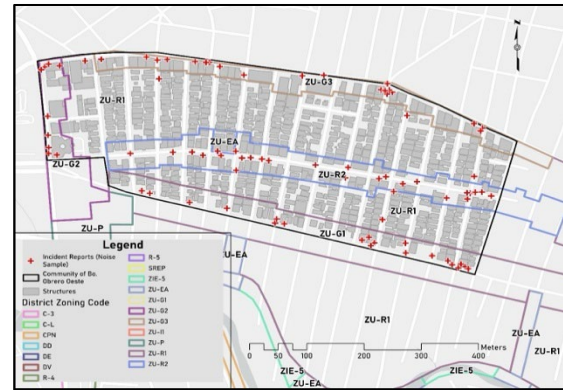 N
ZU-G3
ZU-R1
ZU-EA
ZU-G2
ZU-R2
ZU-R1
ZU-G1
ZU-P
ZU-EA
ZU-R1
ZU-EA
ZU-R1
ZIE-5
ZIE-5
ZU-EA
Legend
Incident Reports (Noise
Sample)
Community of Bo.
Obrero Oeste
Structures
District Zoning Code
C-3
C-L
CPN
DD
DE
DV
R-4
R-5
SREP
ZIE-5
ZU-EA
ZU-G1
ZU-G2
ZU-G3
ZU-P
ZU-R1
ZU-R2
Meters
0 50 100 200 300 400